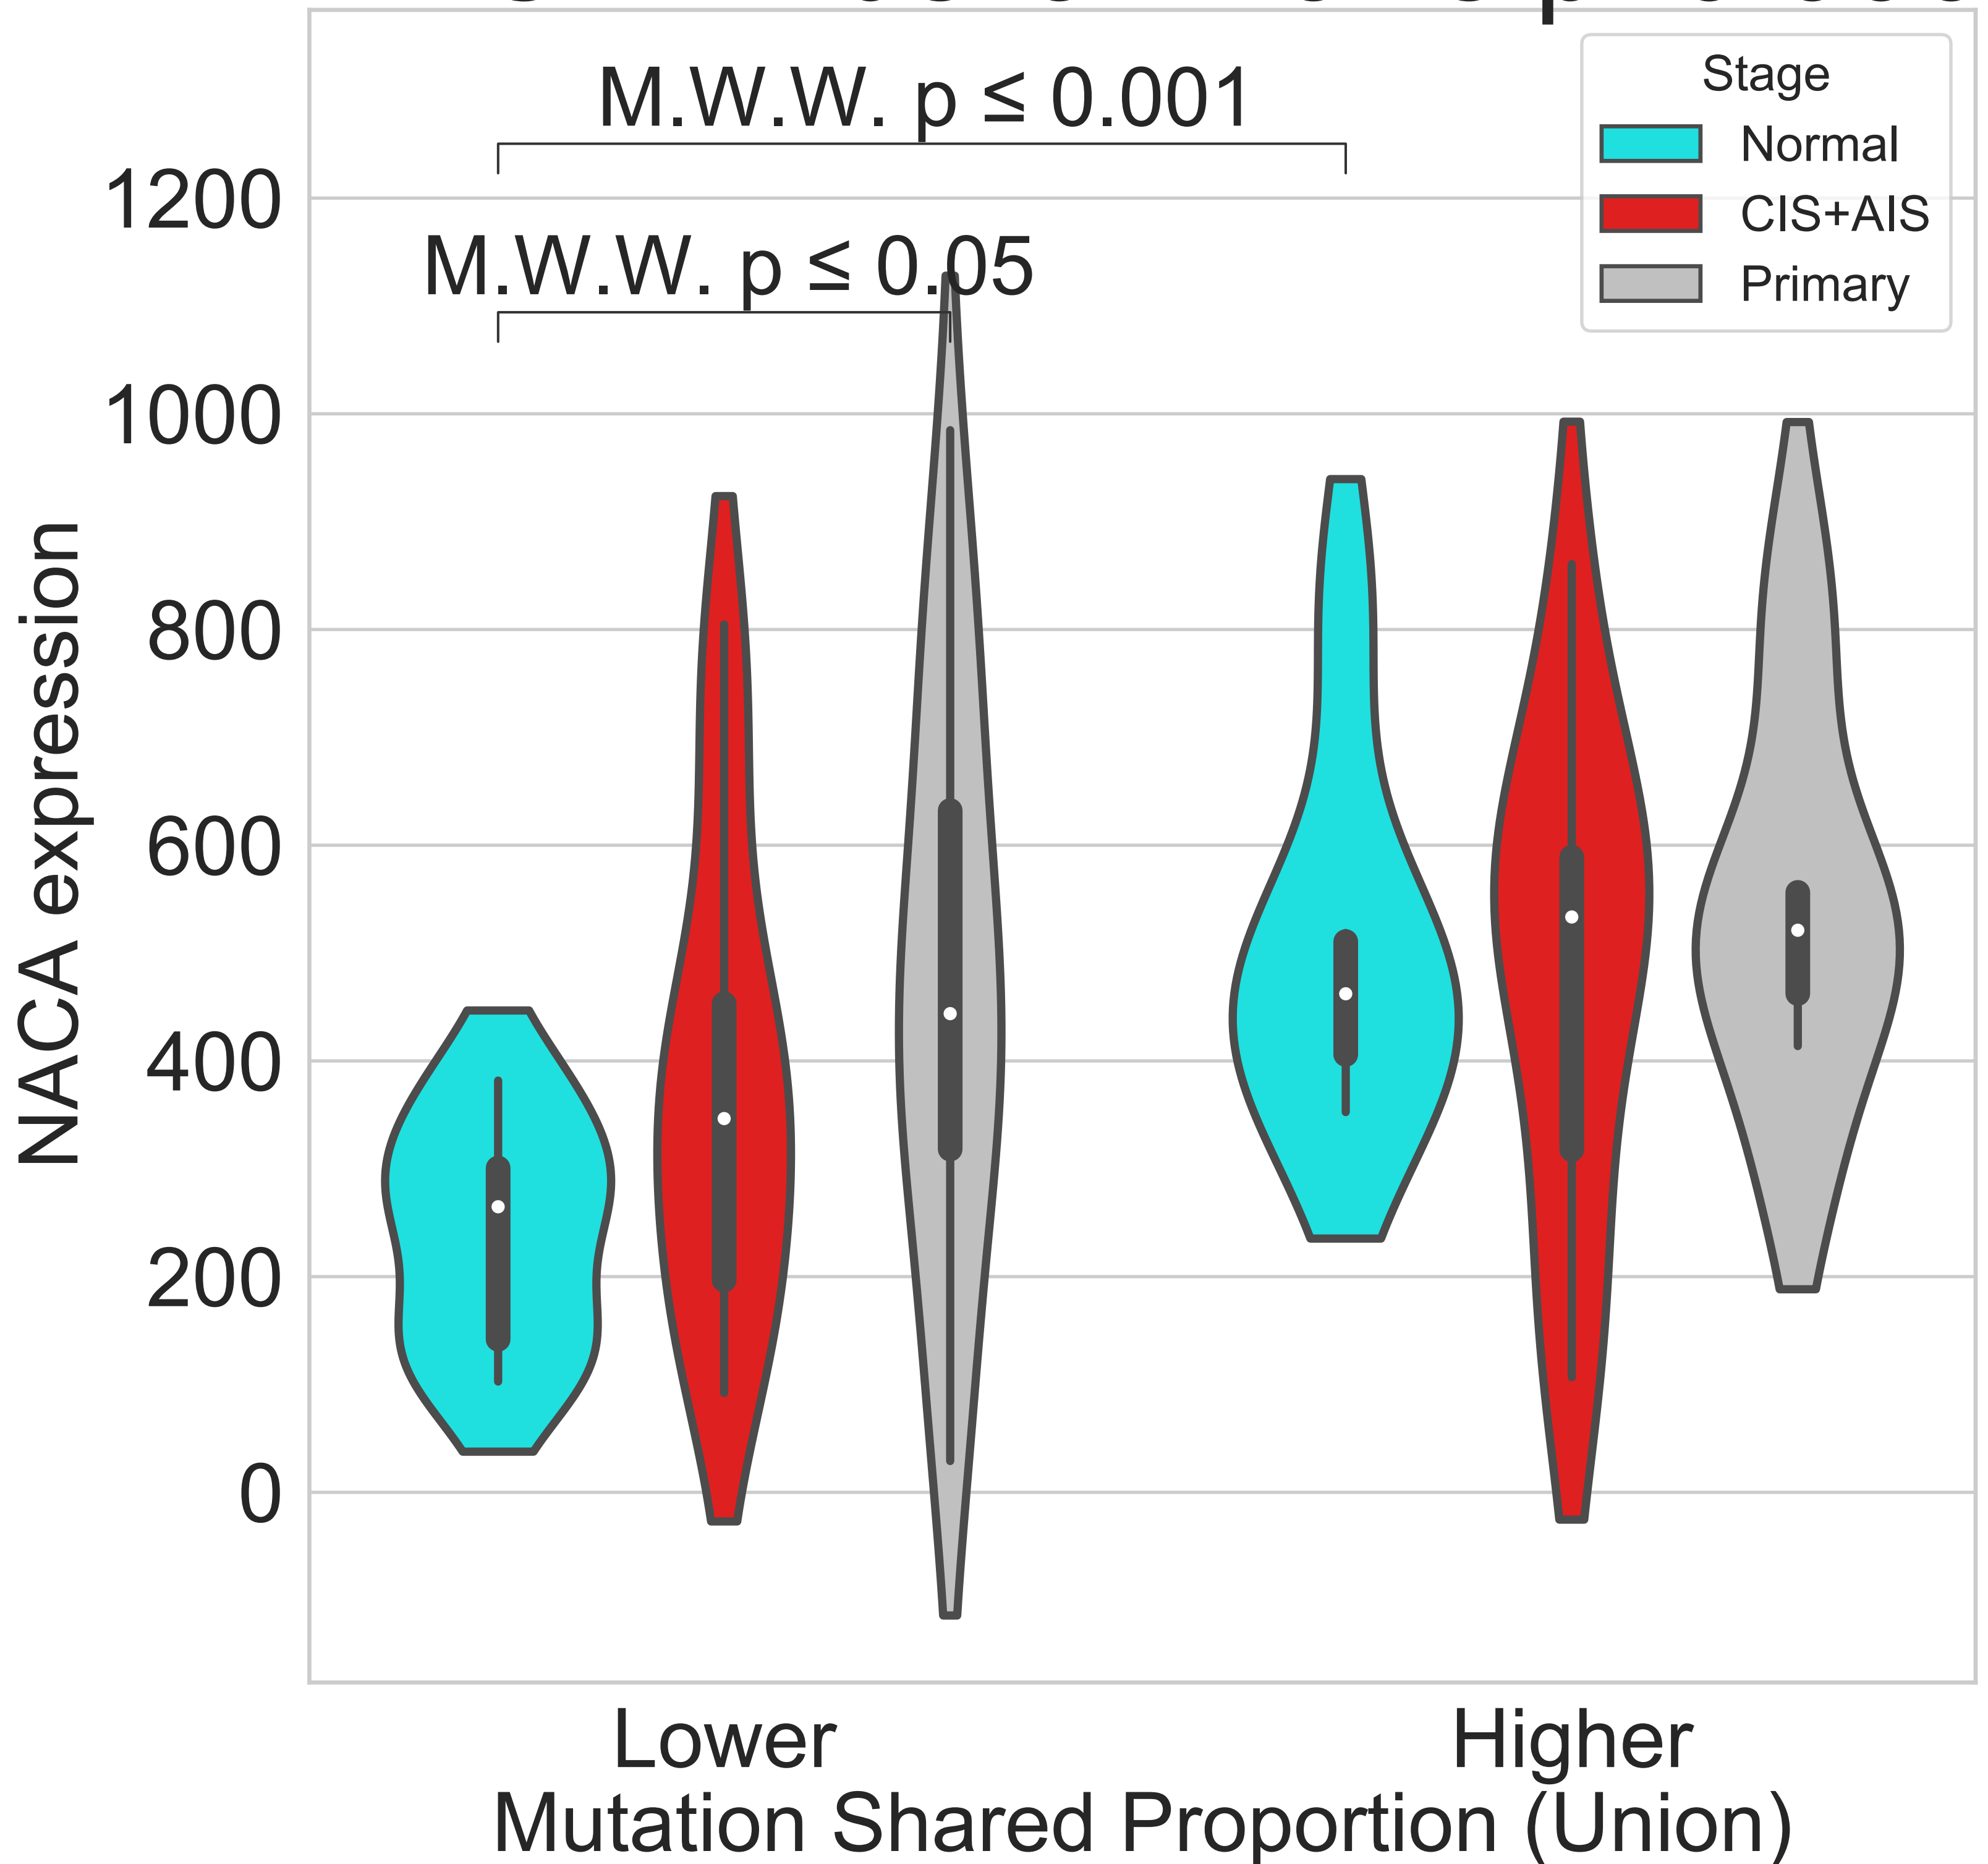 M.W.W. p ≤ 0.001
M.W.W. p ≤ 0.05
Stage
Normal
CIS+AIS
Primary
1200
1000
800
600
400
200
0
NACA expression
Lower
Higher
Mutation Shared Proportion (Union)